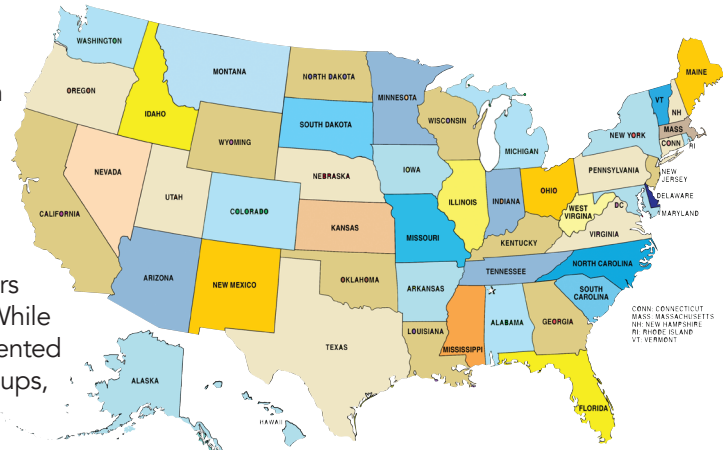 WASHINGTON
OREGON
IDAHO
MONTANA
NORTH DAKOTA
SOUTH DAKOTA
MINNESOTA
WISCONSIN
MICHIGAN
WYOMING
NEVADA
UTAH
COLORADO
CALIFORNIA
NEBRASKA
IOWA
KANSAS
MISSOURI
ILLINOIS
INDIANA
OHIO
KENTUCKY
WEST
VIRGINIA
VIRGINIA
DC
PENNSYLVANIA
NEW YORK
VT
NH
MAINE
MASS
CONN
RI
NEW
JERSEY
DELAWARE
MARYLAND
ARIZONA
NEW MEXICO
OKLAHOMA
TEXAS
ARKANSAS
LOUISIANA
MISSISSIPPI
TENNESSEE
ALABAMA
GEORGIA
NORTH CAROLINA
SOUTH
CAROLINA
FLORIDA
ALASKA
HAWAII
CONN: CONNECTICUT
MASS: MASSACHUSETTS
NH: NEW HAMPSHIRE
RI: RHODE ISLAND
VT: VERMONT
While